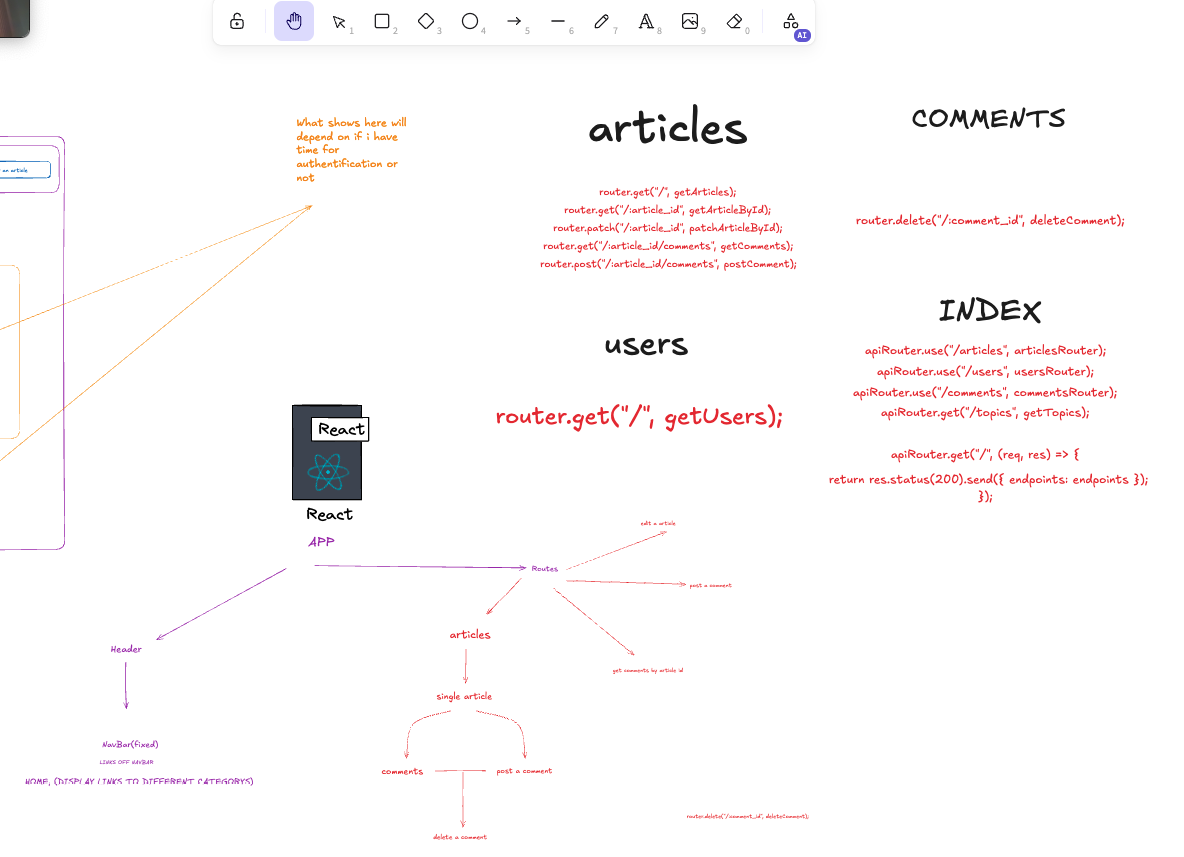 1
2
3
4
5
6
7
8
9
0
AI
an article
What shows here will
depend on if i have
time for
authentification or
not
articles
router.get("/", getArticles);
router.get("/:article_id", getArticleById);
router.patch("/:article_id", patchArticleById);
router.get("/:article_id/comments", getComments);
router.post("/:article_id/comments", postComment);
COMMENTS
router.delete("/:comment_id", deleteComment);
users
router.get("/", getUsers);
INDEX
apiRouter.use("/articles", articlesRouter);
apiRouter.use("/users", usersRouter);
apiRouter.use("/comments", commentsRouter);
apiRouter.get("/topics", getTopics);
apiRouter.get("/", (req, res) => {
return res.status(200).send({ endpoints: endpoints });
});
React
React
APP
Routes
edit a article
post a comment
get comments by article id
articles
single article
comments
post a comment
delete a comment
Header
NavBar(fixed)
LINKS OFF NAVBAR
HOME, (DISPLAY LINKS TO DIFFERENT CATEGORYS)
router.delete("/:comment_id", deleteComment);